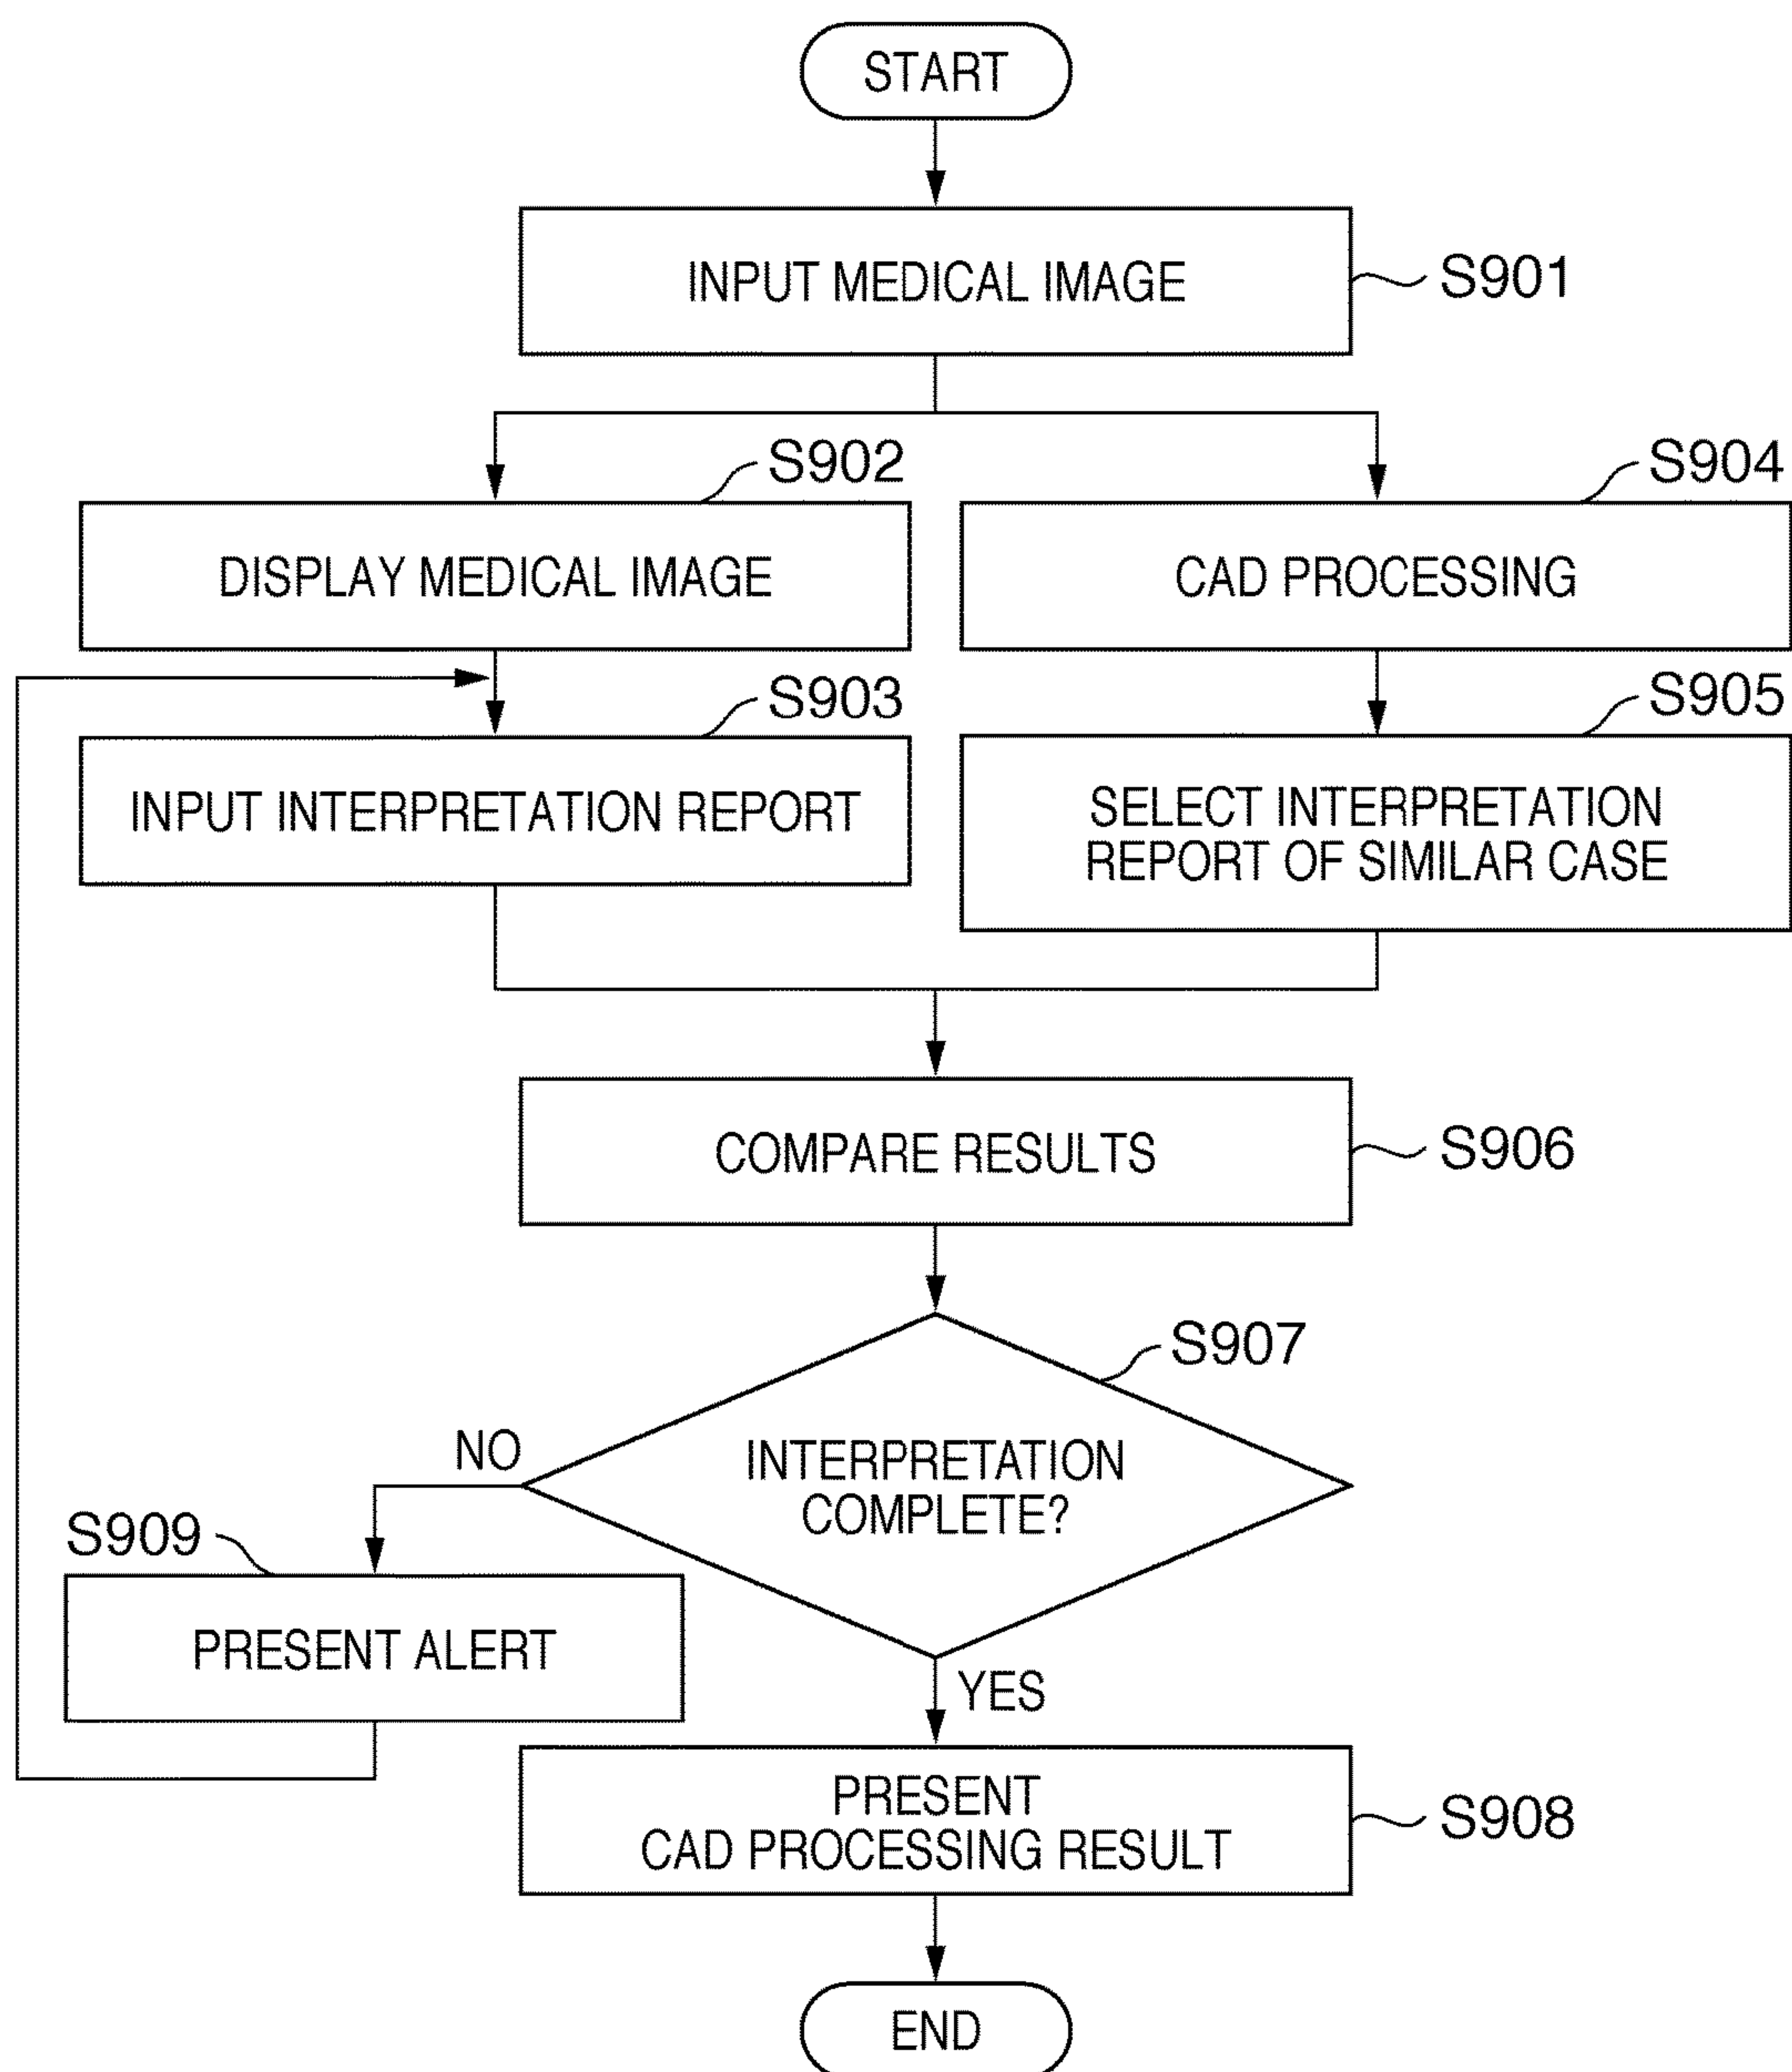 START
INPUT MEDICAL IMAGE
S901
S902
DISPLAY MEDICAL IMAGE
S904
CAD PROCESSING
S903
INPUT INTERPRETATION REPORT
S905
SELECT INTERPRETATION
REPORT OF SIMILAR CASE
COMPARE RESULTS
S906
S907
INTERPRETATION
COMPLETE?
NO
S909
PRESENT ALERT
YES
PRESENT
CAD PROCESSING RESULT
S908
END